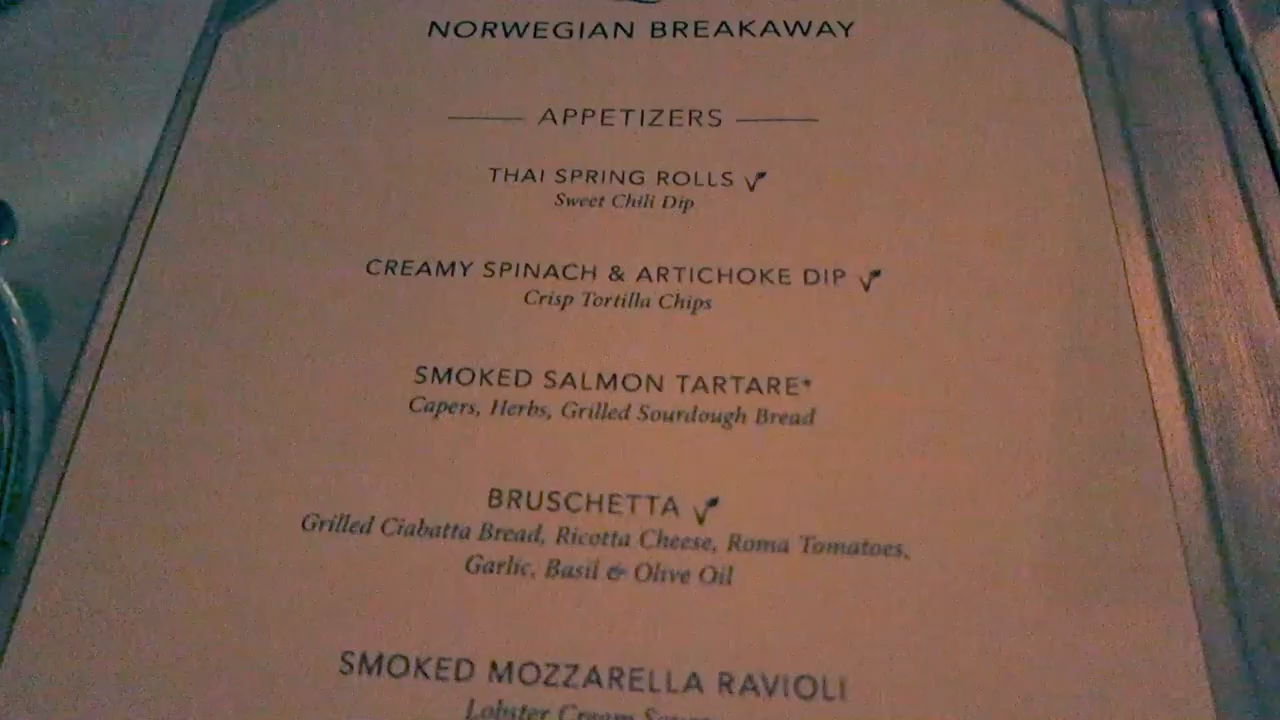 NORWEGIAN BREAKAWAY
APPETIZERS
THAI SPRING ROLLS
Sweet Chili Dip
CREAMY SPINACH & ARTICHOKE DIP
Crisp Tortilla Chips
SMOKED SALMON TARTARE*
Capers, Herbs, Grilled Sourdough Bread
BRUSCHETTA
Grilled Ciabatta Bread, Ricotta Cheese, Roma Tomatoes,
Garlic, Basil & Olive Oil
SMOKED MOZZARELLA RAVIOLI
Lobster Cream